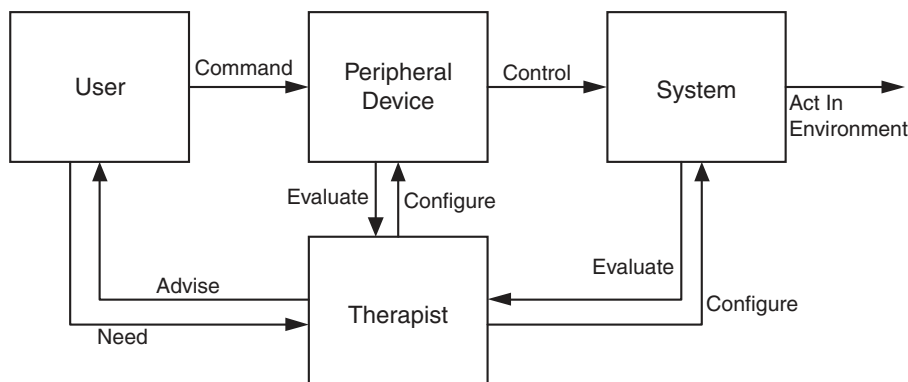 User
Command
Peripheral
Device
Control
System
Act In
Environment
Evaluate
Configure
Advise
Need
Therapist
Evaluate
Configure